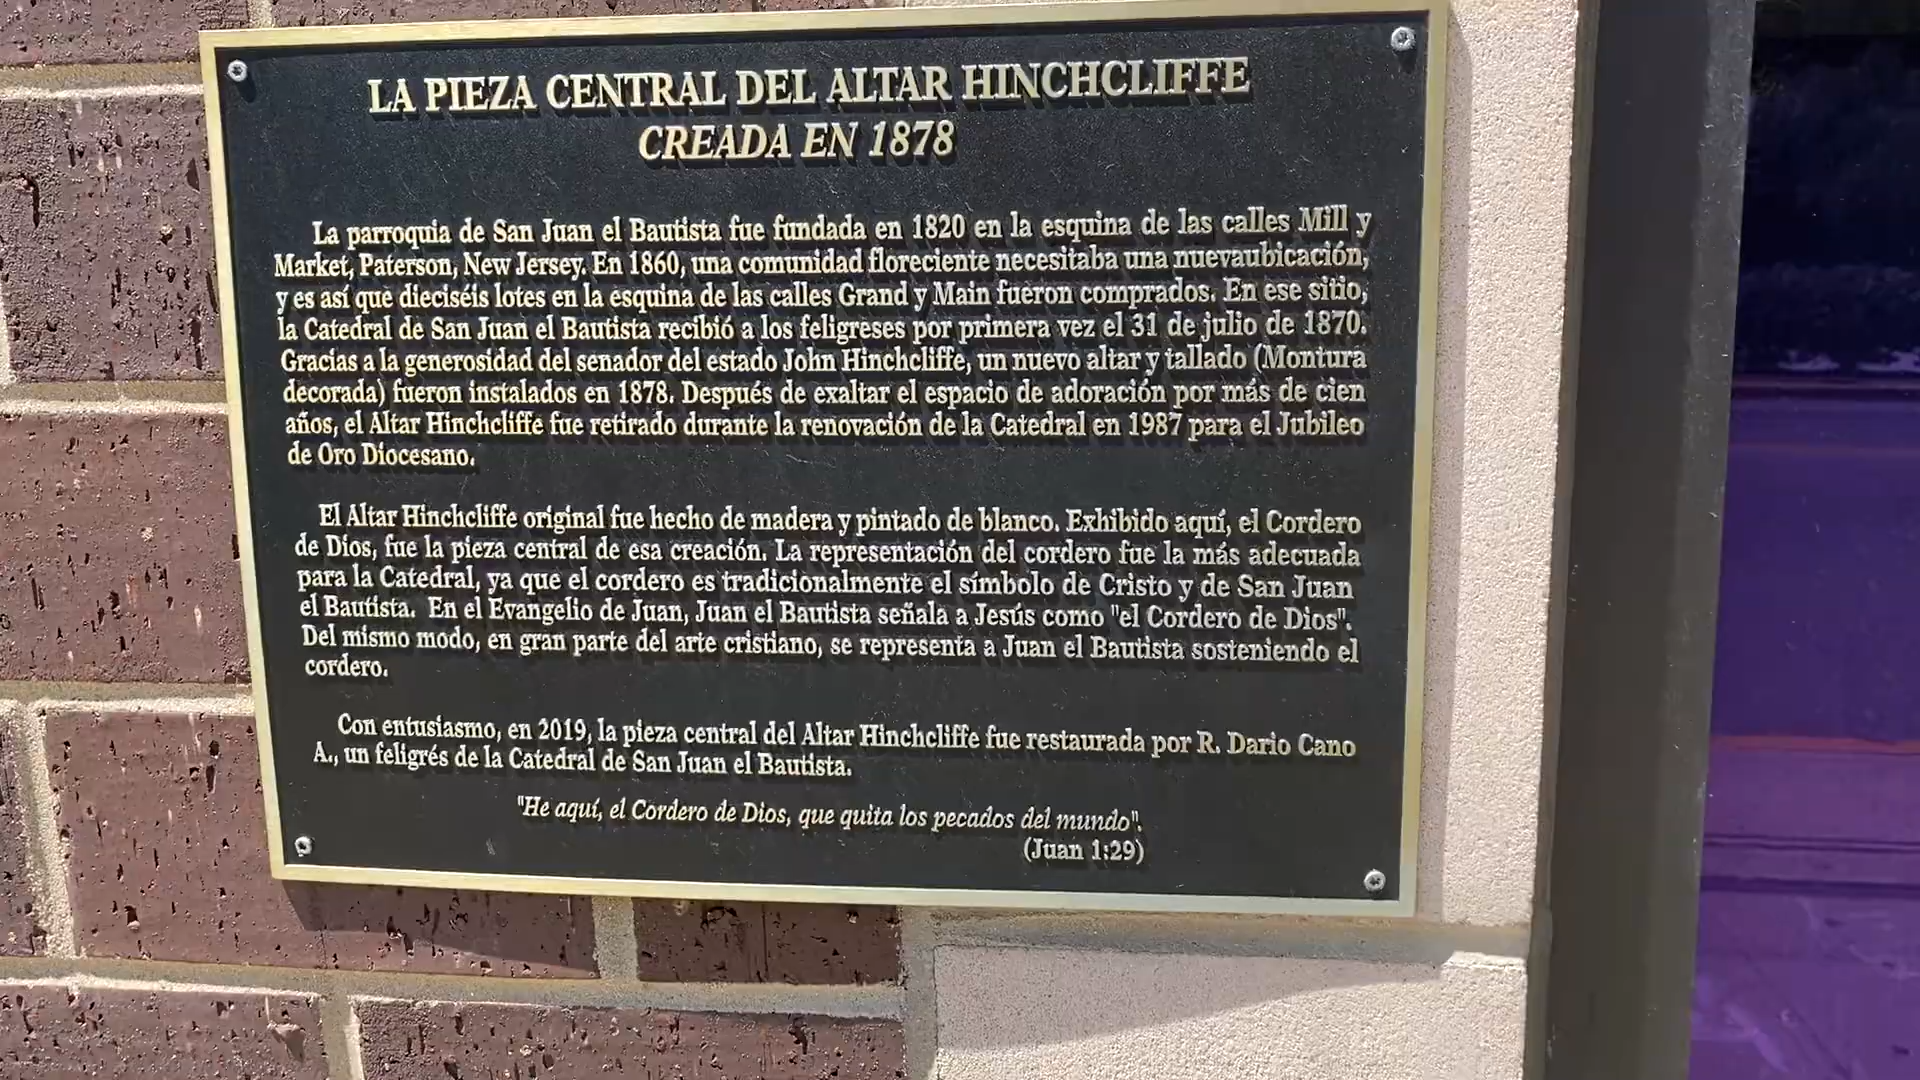 LA PIEZA CENTRAL DEL ALTAR HINCHCLIFFE
CREADA EN 1878
La parroquia de San Juan el Bautista fue fundada en 1820 en la esquina de las calles Mill y
Market, Paterson, New Jersey. En 1860, una comunidad floreciente necesitaba una nuevaubicación,
y es así que dieciséis lotes en la esquina de las calles Grand y Main fueron comprados. En ese sitio,
la Catedral de San Juan el Bautista recibió a los feligreses por primera vez el 31 de julio de 1870.
Gracias a la generosidad del senador del estado John Hinchcliffe, un nuevo altar y tallado (Montura
decorada) fueron instalados en 1878. Después de exaltar el espacio de adoración por más de cien
años, el Altar Hinchcliffe fue retirado durante la renovación de la Catedral en 1987 para el Jubileo
de Oro Diocesano.
El Altar Hinchcliffe original fue hecho de madera y pintado de blanco. Exhibido aquí, el Cordero
de Dios, fue la pieza central de esa creación. La representación del cordero fue la más adecuada
para la Catedral, ya que el cordero es tradicionalmente el símbolo de Cristo y de San Juan
el Bautista. En el Evangelio de Juan, Juan el Bautista señala a Jesús como "el Cordero de Dios".
Del mismo modo, en gran parte del arte cristiano, se representa a Juan el Bautista sosteniendo el
cordero.
Con entusiasmo, en 2019, la pieza central del Altar Hinchcliffe fue restaurada por R. Dario Cano
A., un feligrés de la Catedral de San Juan el Bautista.
"He aquí, el Cordero de Dios, que quita los pecados del mundo".
(Juan 1:29)